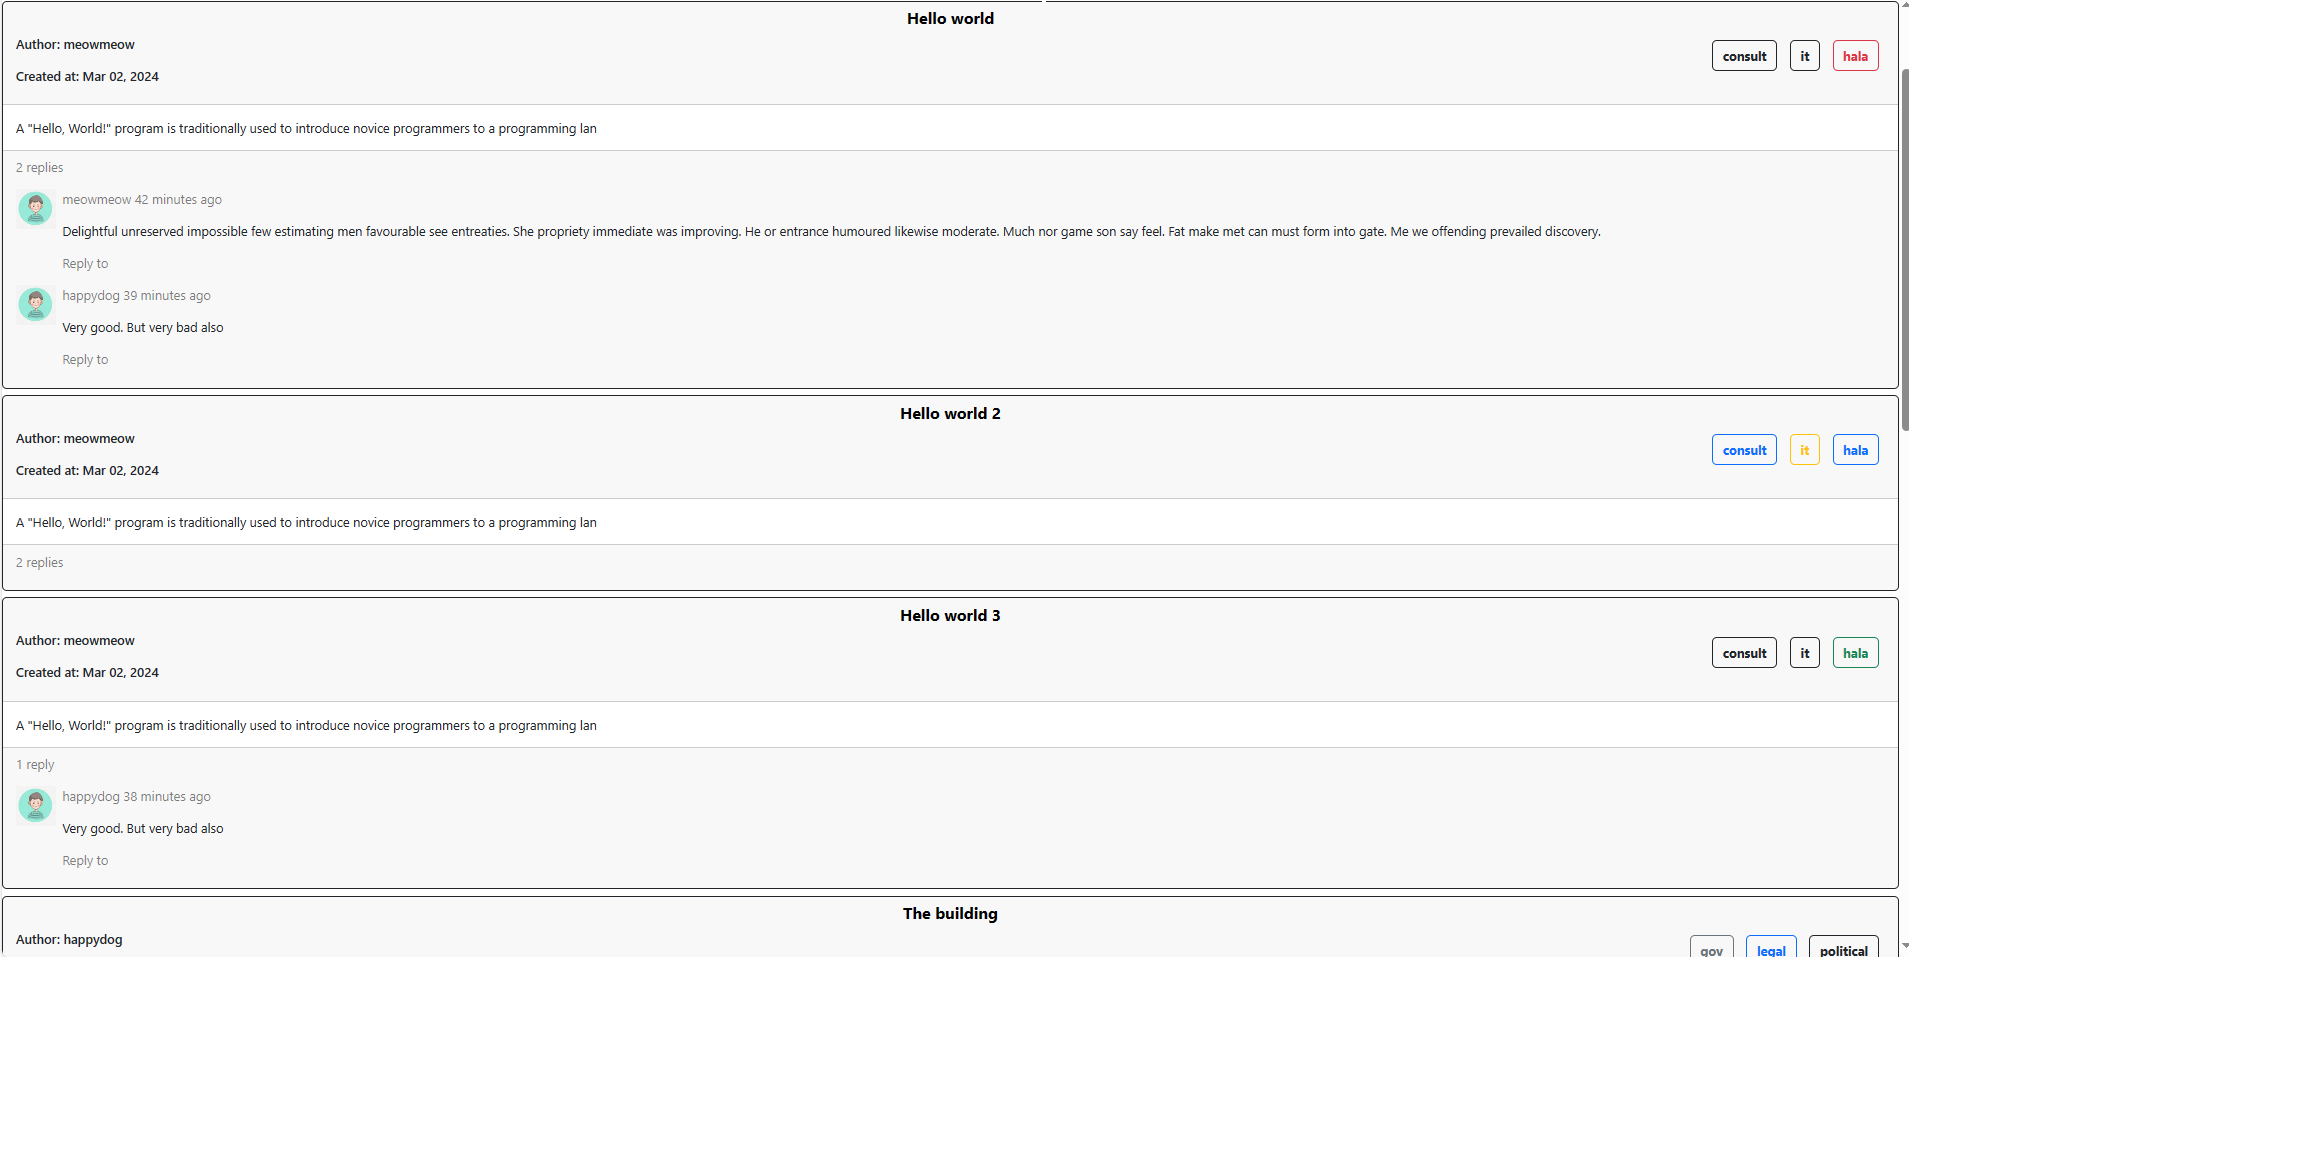 Hello world
Author: meowmeow
Created at: Mar 02, 2024
consult it hala
A "Hello, World!" program is traditionally used to introduce novice programmers to a programming lan
2 replies
meowmeow 42 minutes ago
Delightful unreserved impossible few estimating men favourable see entreaties. She propriety immediate was improving. He or entrance humoured likewise moderate. Much nor game son say feel. Fat make met can must form into gate. Me we offending prevailed discovery.
Reply to
happydog 39 minutes ago
Very good. But very bad also
Reply to
Hello world 2
Author: meowmeow
Created at: Mar 02, 2024
consult it hala
A "Hello, World!" program is traditionally used to introduce novice programmers to a programming lan
2 replies
Hello world 3
Author: meowmeow
Created at: Mar 02, 2024
consult it hala
A "Hello, World!" program is traditionally used to introduce novice programmers to a programming lan
1 reply
happydog 38 minutes ago
Very good. But very bad also
Reply to
The building
Author: happydog
gov legal political